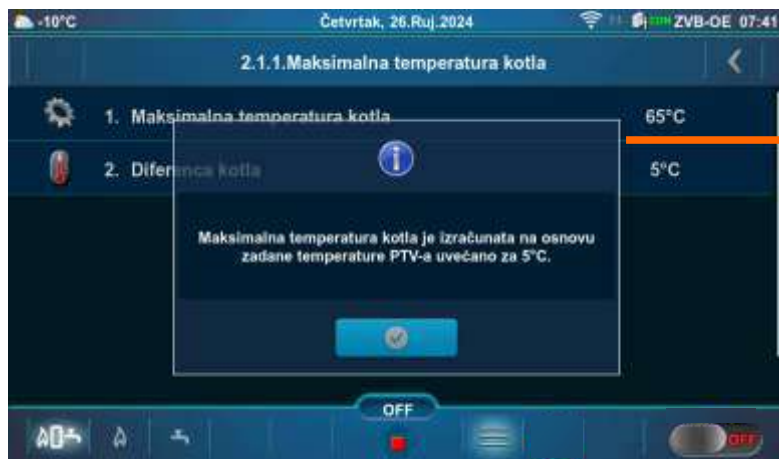 -10°C Četvrtak, 26.Ruj.2024 ZVB-OE 07:41
2.1.1.Maksimalna temperatura kotla
1. Maksimalna temperatura kotla 65°C
2. Diferenca kotla 5°C
Maksimalna temperatura kotla je izračunata na osnovu
zadane temperature PTV-a uvećano za 5°C.
OFF
OFF